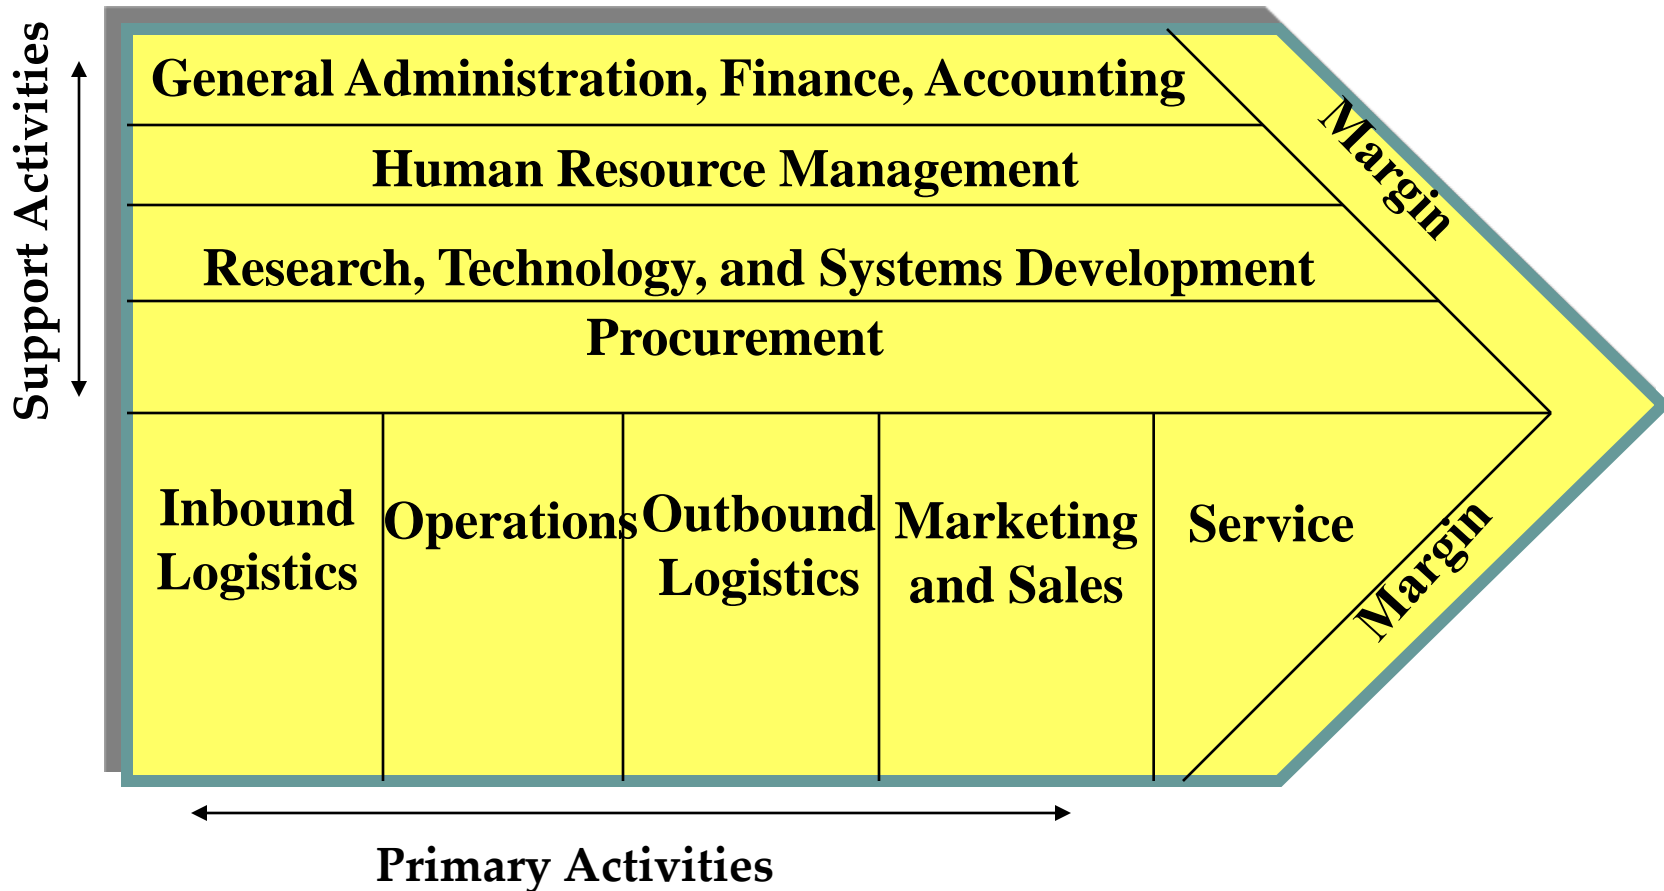 Support Activities
General Administration, Finance, Accounting
Human Resource Management
Research, Technology, and Systems Development
Procurement
Margin
Inbound
Logistics
Operations
Outbound
Logistics
Marketing
and Sales
Service
Margin
Primary Activities